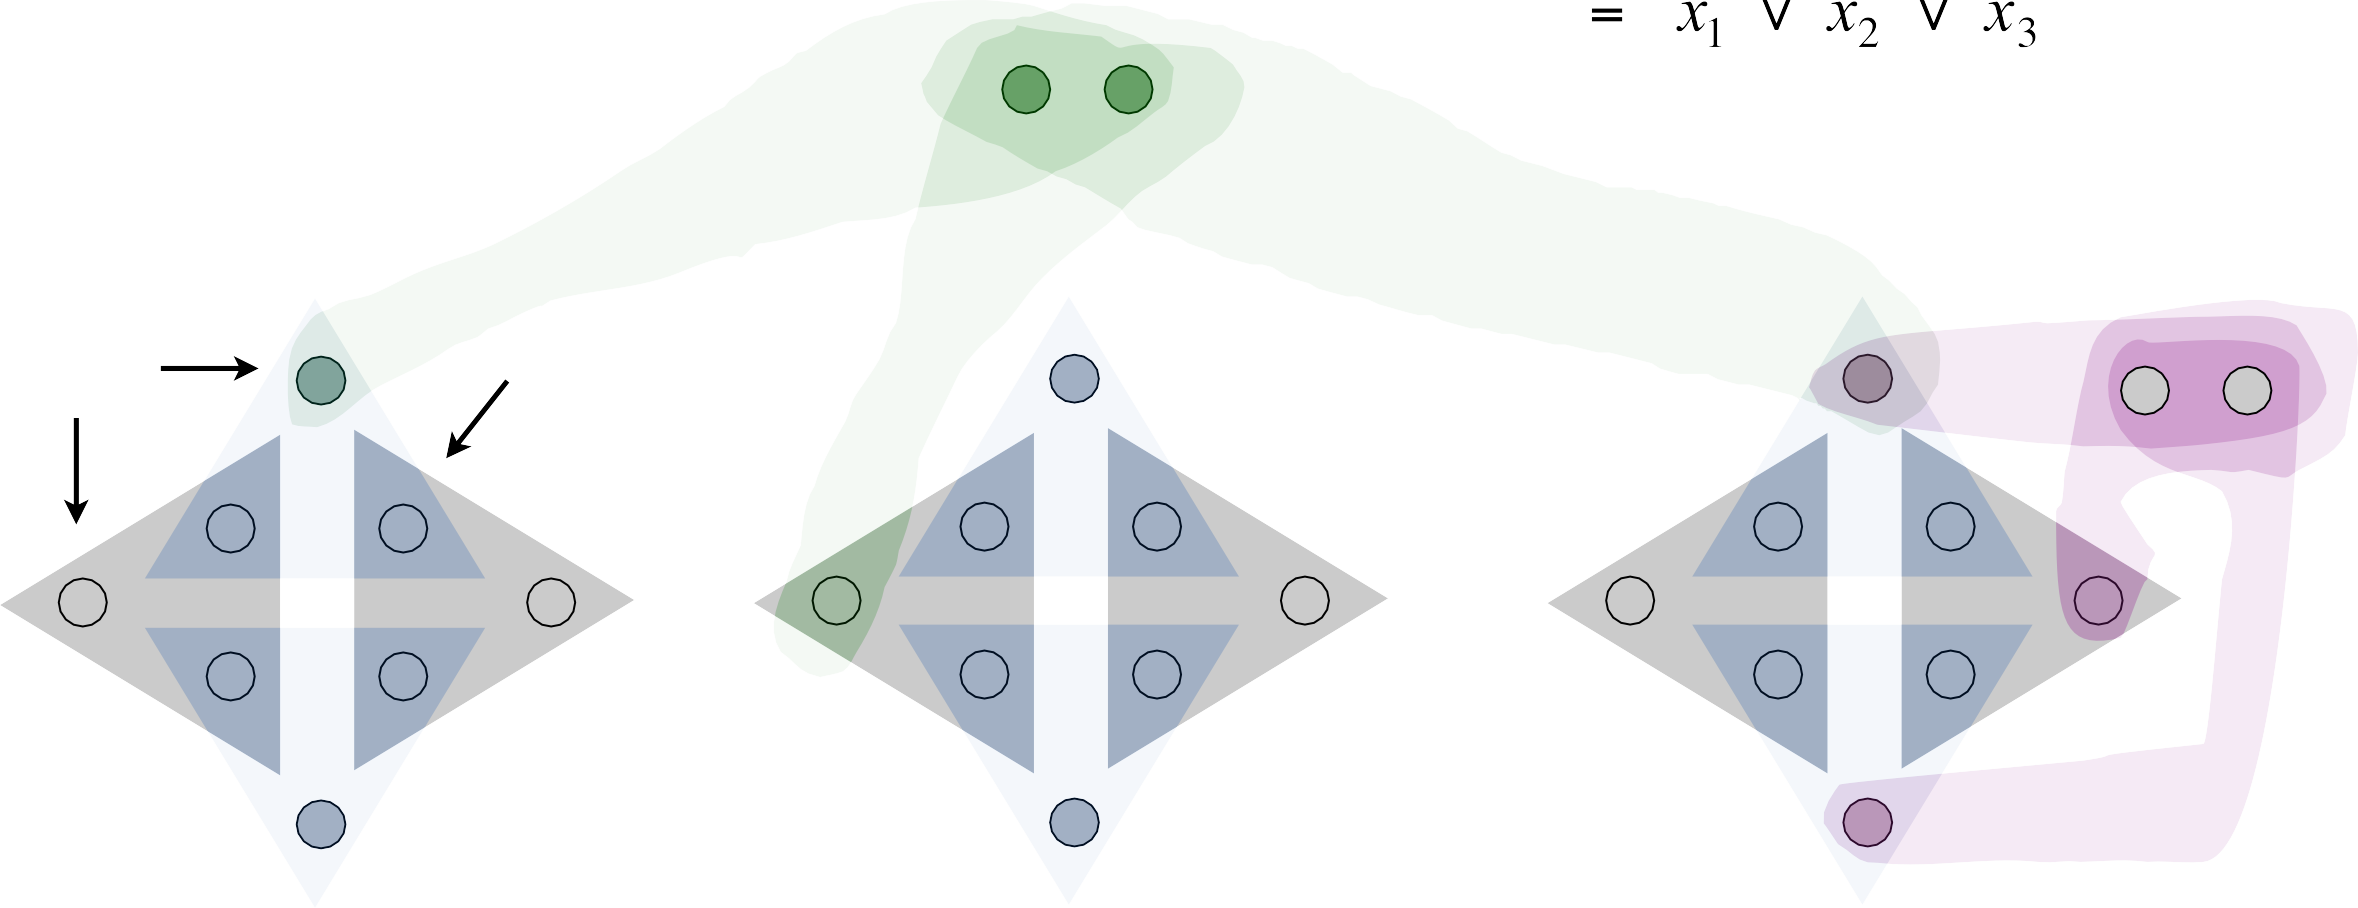 = x₁ ∨ x₂ ∨ x₃